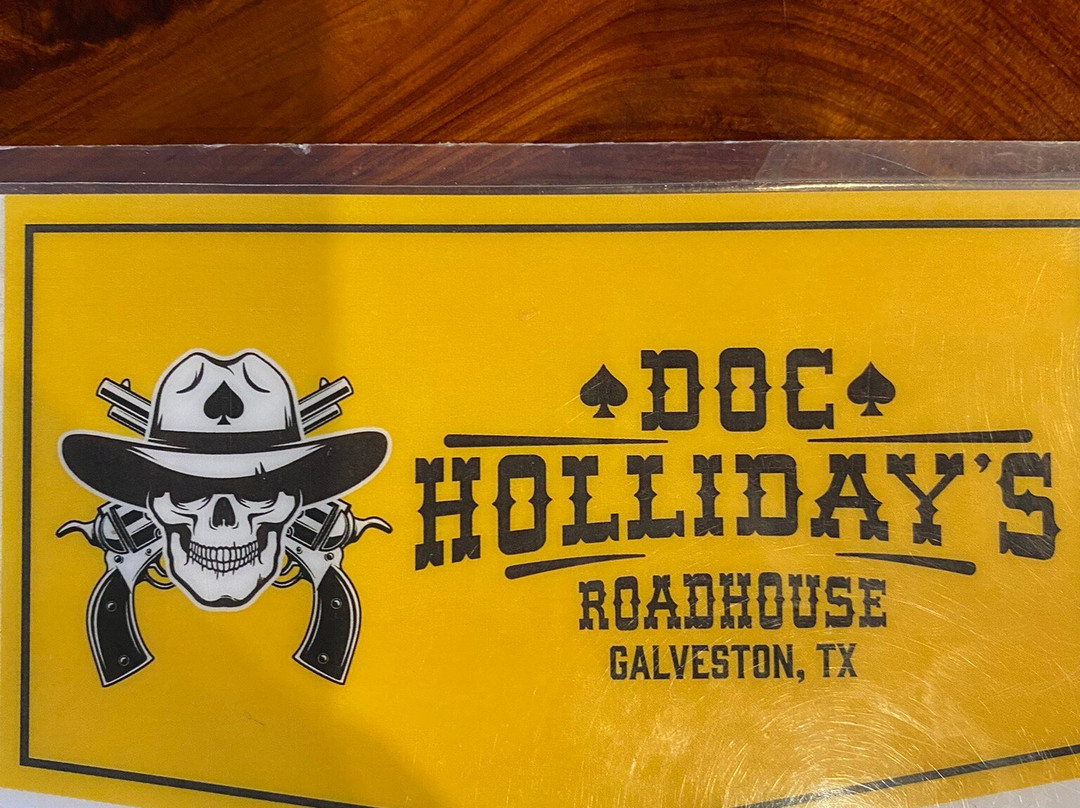 DOC
HOLLIDAY'S
ROADHOUSE
GALVESTON, TX